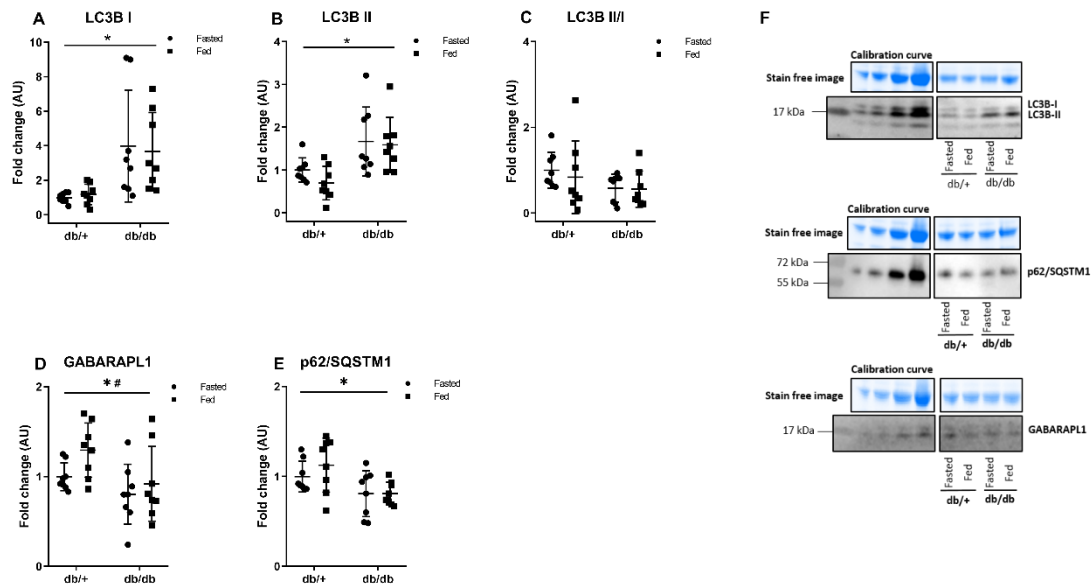 A LC3B I
Fasted
Fed
*
Fold change (AU)
10
8
6
4
2
0
db/+ db/db
B LC3B II
Fasted
Fed
*
Fold change (AU)
4
3
2
1
0
db/+ db/db
C LC3B II/I
Fasted
Fed
Fold change (AU)
4
3
2
1
0
db/+ db/db
D GABARAPL1
Fasted
Fed
* #
Fold change (AU)
2
1
0
db/+ db/db
E p62/SQSTM1
Fasted
Fed
*
Fold change (AU)
2
1
0
db/+ db/db
F
Calibration curve
Stain free image
17 kDa
LC3B-I
LC3B-II
Fasted Fed Fasted Fed
db/+ db/db
Calibration curve
Stain free image
72 kDa
55 kDa
p62/SQSTM1
Fasted Fed Fasted Fed
db/+ db/db
Calibration curve
Stain free image
17 kDa
GABARAPL1
Fasted Fed Fasted Fed
db/+ db/db